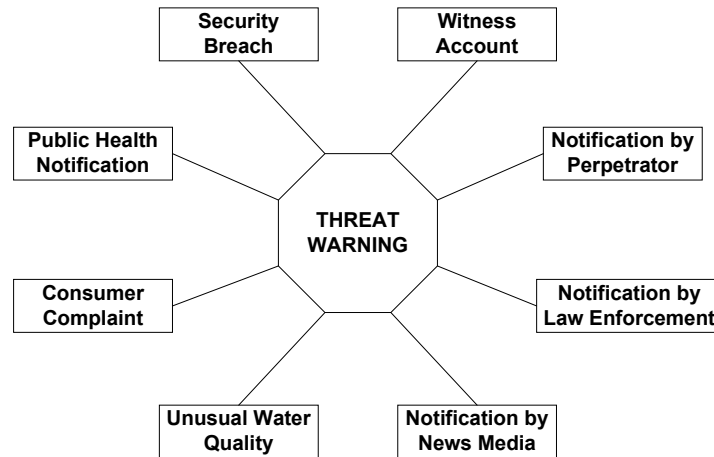 Security
Breach
Witness
Account
Public Health
Notification
Notification by
Perpetrator
THREAT
WARNING
Consumer
Complaint
Notification by
Law Enforcement
Unusual Water
Quality
Notification by
News Media